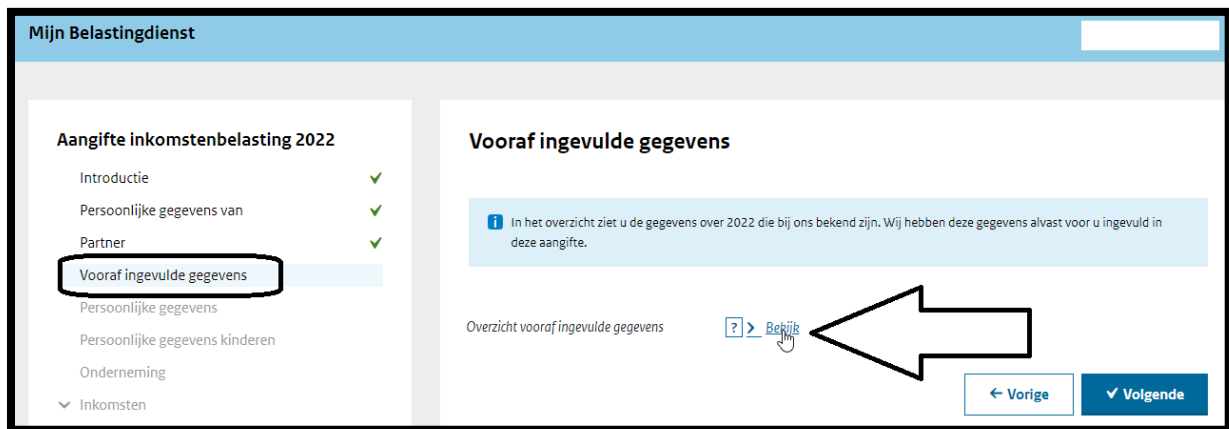 Mijn Belastingdienst
Aangifte inkomstenbelasting 2022
Introductie
Persoonlijke gegevens van
Partner
Vooraf ingevulde gegevens
Persoonlijke gegevens
Persoonlijke gegevens kinderen
Onderneming
Inkomsten
Vooraf ingevulde gegevens
In het overzicht ziet u de gegevens over 2022 die bij ons bekend zijn. Wij hebben deze gegevens alvast voor u ingevuld in
deze aangifte.
Overzicht vooraf ingevulde gegevens ? Bekijk
Vorige Volgende